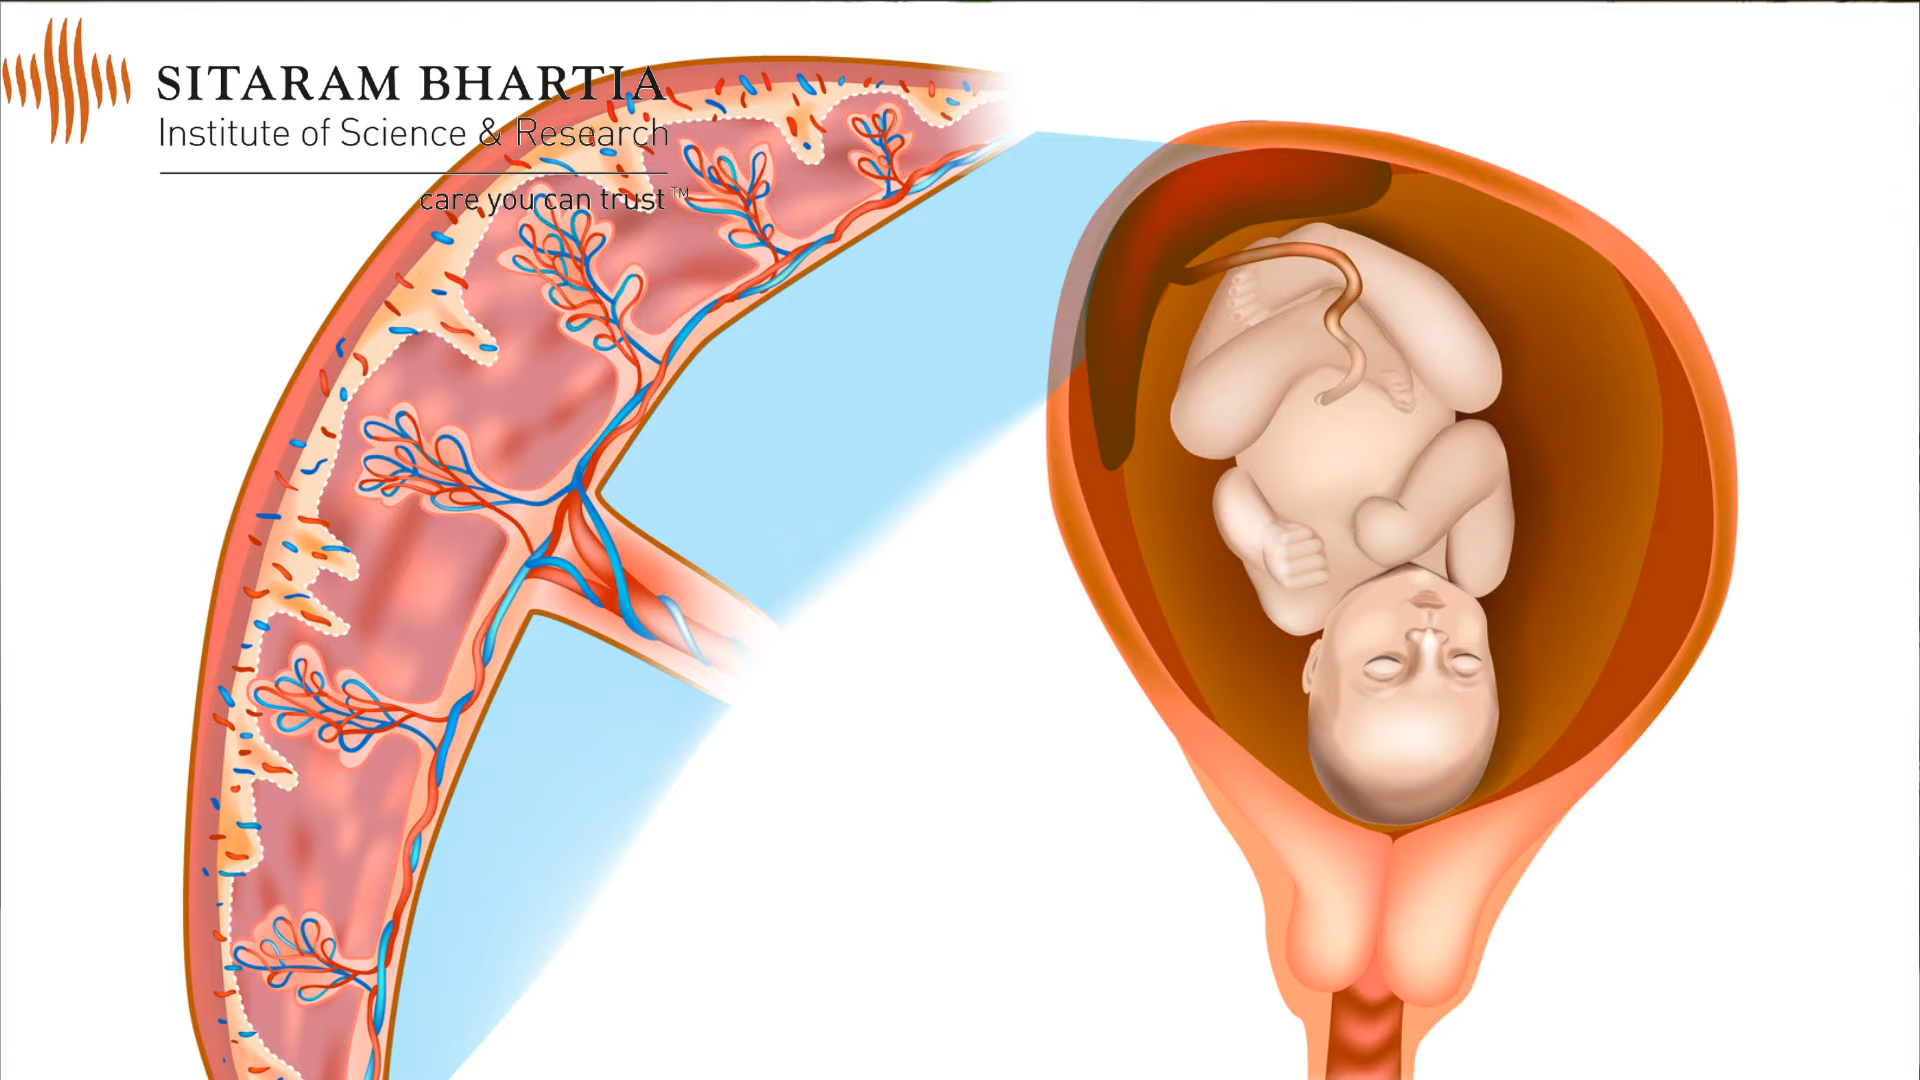 SITARAM BHARTIA
Institute of Science & Research
care you can trust™